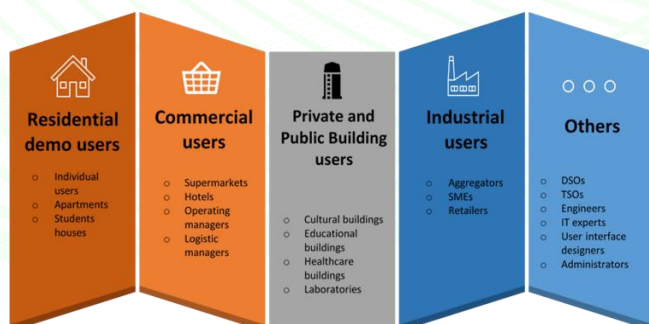 Residential
demo users
Individual
users
Apartments
Students
houses
Commercial
users
Supermarkets
Hotels
Operating
managers
Logistic
managers
Private and
Public Building
users
Cultural buildings
Educational
buildings
Healthcare
buildings
Laboratories
Industrial
users
Aggregators
SMEs
Retailers
Others
DSOs
TSOs
Engineers
IT experts
User interface
designers
Administrators